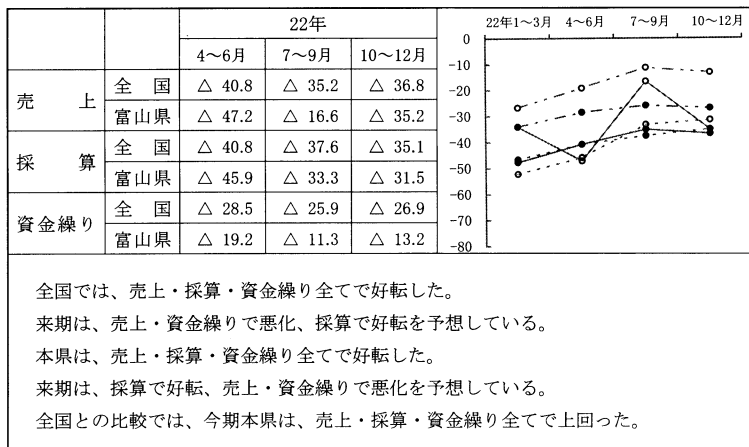 22年
4～6月 7～9月 10～12月
売上 全国 △ 40.8 △ 35.2 △ 36.8
富山県 △ 47.2 △ 16.6 △ 35.2
採算 全国 △ 40.8 △ 37.6 △ 35.1
富山県 △ 45.9 △ 33.3 △ 31.5
資金繰り 全国 △ 28.5 △ 25.9 △ 26.9
富山県 △ 19.2 △ 11.3 △ 13.2
22年1～3月 4～6月 7～9月 10～12月
0
-10
-20
-30
-40
-50
-60
-70
-80
全国では、売上・採算・資金繰り全てで好転した。
来期は、売上・資金繰りで悪化、採算で好転を予想している。
本県は、売上・採算・資金繰り全てで好転した。
来期は、採算で好転、売上・資金繰りで悪化を予想している。
全国との比較では、今期本県は、売上・採算・資金繰り全てで上回った。